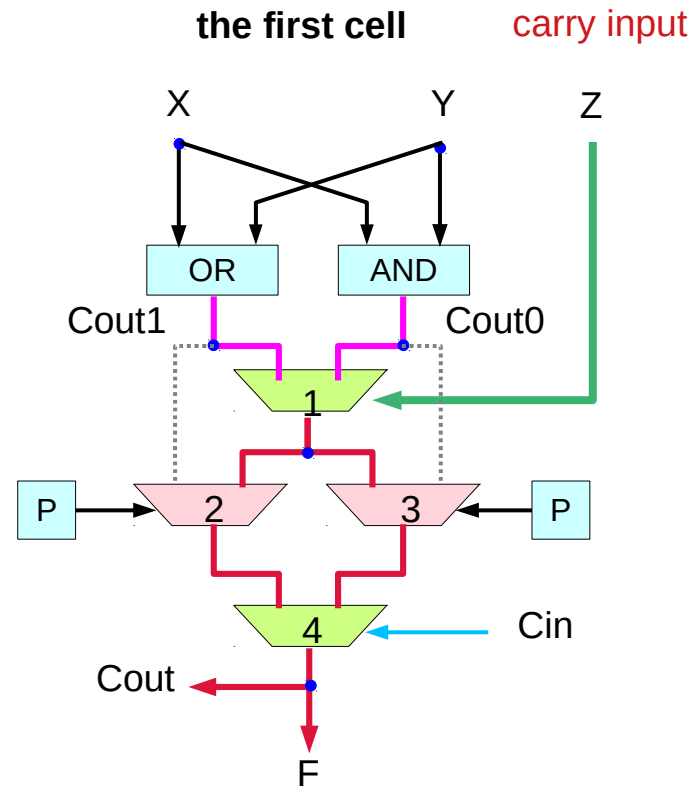 the first cell
carry input
X
Y
Z
OR
AND
Cout1
Cout0
1
P
2
3
P
4
Cin
Cout
F